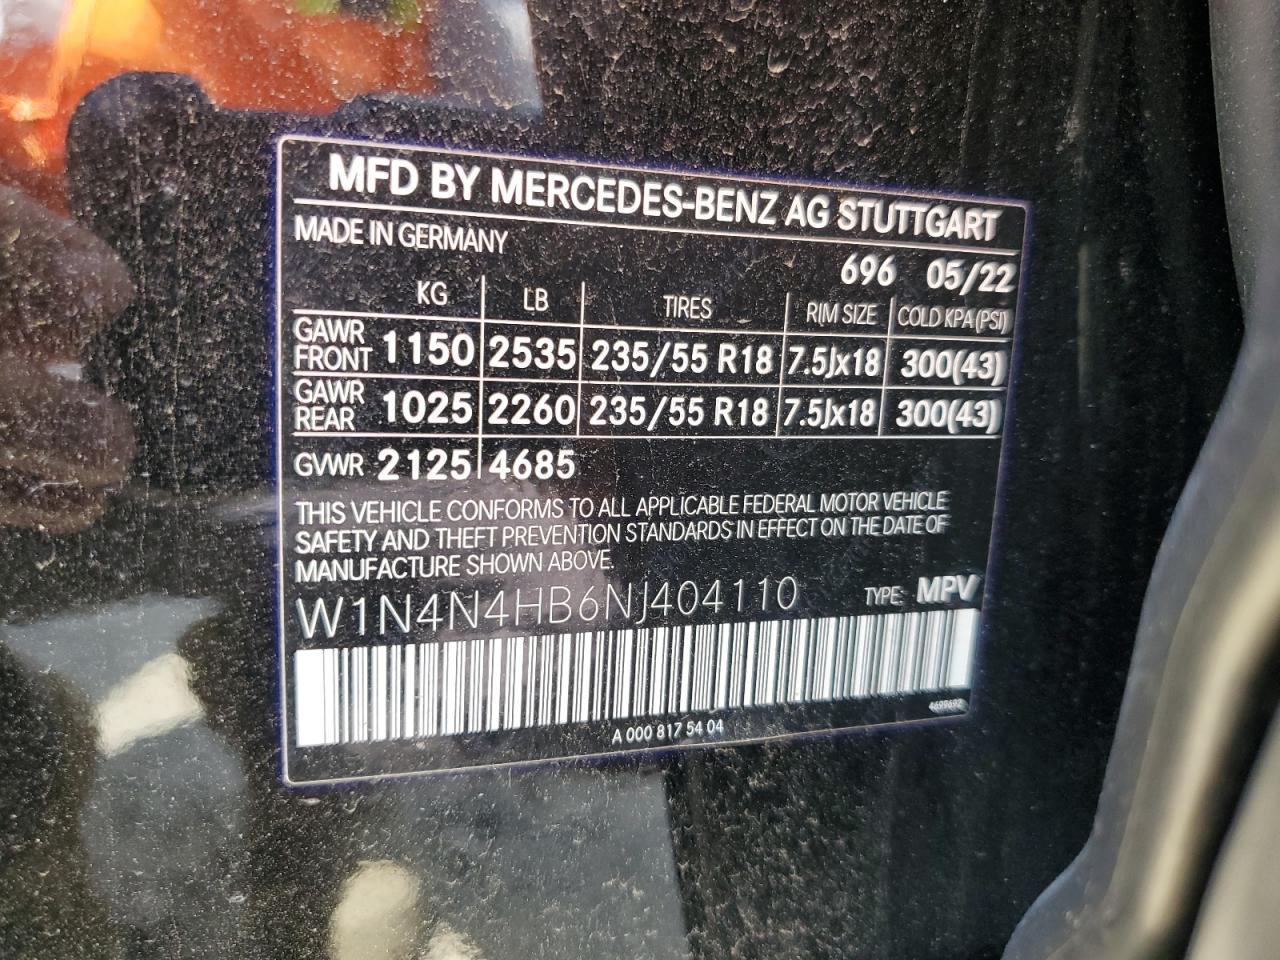 MFD BY MERCEDES-BENZ AG STUTTGART
MADE IN GERMANY
696 05/22
KG LB TIRES RIM SIZE COLD KPA (PSI)
GAWR FRONT 1150 2535 235/55 R18 7.5Jx18 300(43)
GAWR REAR 1025 2260 235/55 R18 7.5Jx18 300(43)
GVWR 2125 4685
THIS VEHICLE CONFORMS TO ALL APPLICABLE FEDERAL MOTOR VEHICLE
SAFETY AND THEFT PREVENTION STANDARDS IN EFFECT ON THE DATE OF
MANUFACTURE SHOWN ABOVE.
W1N4N4HB6NJ404110 TYPE: MPV
4699692
A 000 817 54 04